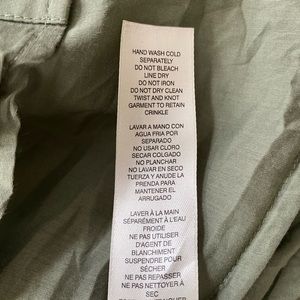 HAND WASH COLD
SEPARATELY
DO NOT BLEACH
LINE DRY
DO NOT IRON
DO NOT DRY CLEAN
TWIST AND KNOT
GARMENT TO RETAIN
CRINKLE
LAVAR A MANO CON
AGUA FRIA POR
SEPARADO
NO USAR CLORO
SECAR COLGADO
NO PLANCHAR
NO LAVAR EN SECO
TUERZA Y ANUDE LA
PRENDA PARA
MANTENER EL
ARRUGADO
LAVER À LA MAIN
SÉPARÉMENT À L'EAU
FROIDE
NE PAS UTILISER
D'AGENT DE
BLANCHIMENT
SUSPENDRE POUR
SÉCHER
NE PAS REPASSER
NE PAS NETTOYER À
SEC